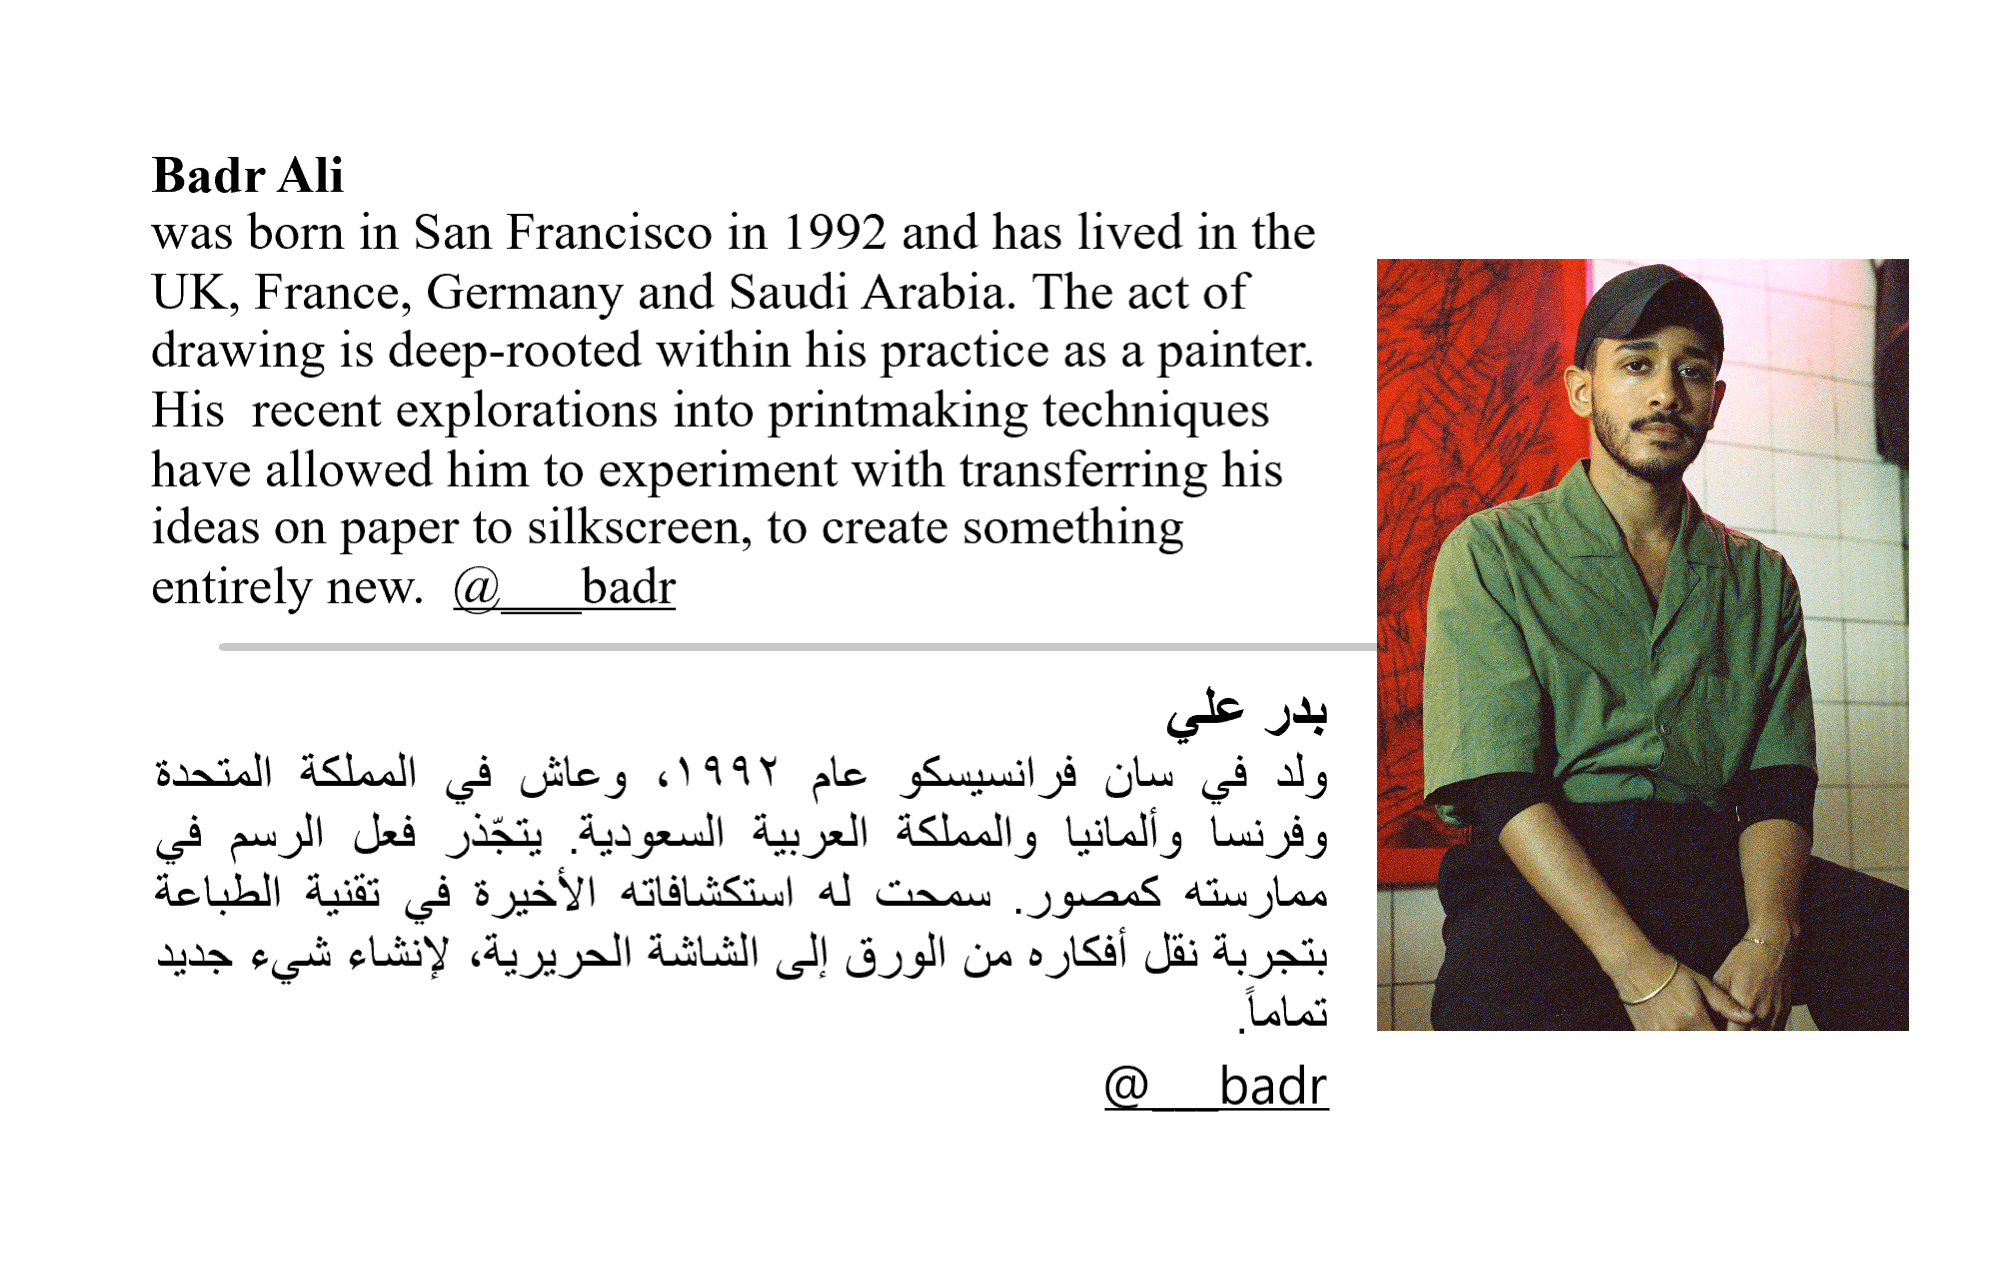 Badr Ali
was born in San Francisco in 1992 and has lived in the
UK, France, Germany and Saudi Arabia. The act of
drawing is deep-rooted within his practice as a painter.
His  recent explorations into printmaking techniques
have allowed him to experiment with transferring his
ideas on paper to silkscreen, to create something
entirely new.  @___badr
بدر علي
ولد في سان فرانسيسكو عام ١٩٩٢، وعاش في المملكة المتحدة
وفرنسا وألمانيا والمملكة العربية السعودية. يتجّذر فعل الرسم في
ممارسته كمصور. سمحت له استكشافاته الأخيرة في تقنية الطباعة
بتجربة نقل أفكاره من الورق إلى الشاشة الحريرية، لإنشاء شيء جديد
تماماً.
@___badr